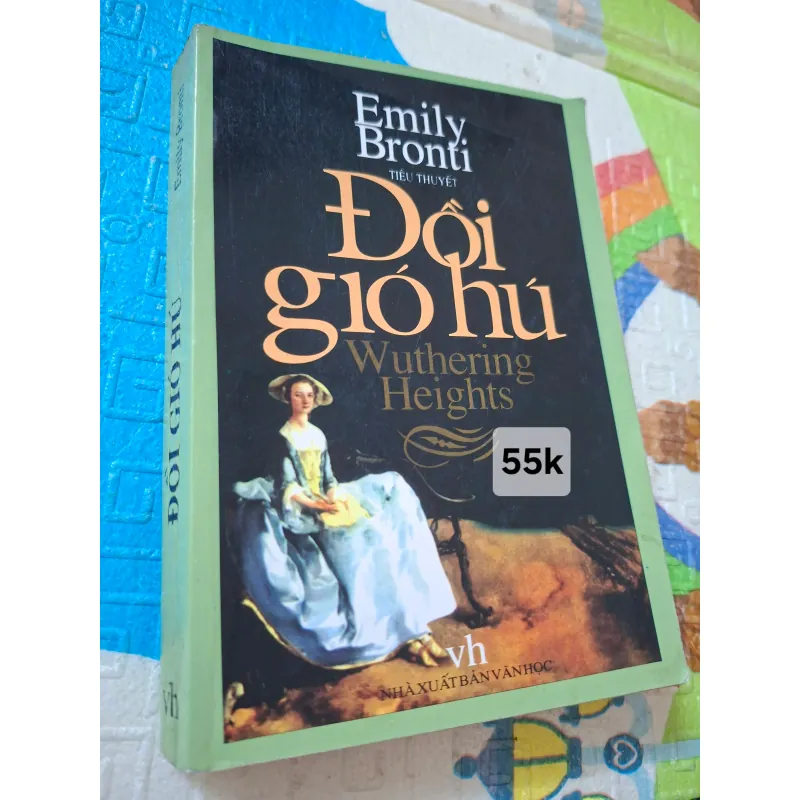 Emily
Bronti
TIỂU THUYẾT
Đồi
gió hú
Wuthering
Heights
55k
vh
NHÀ XUẤT BẢN VĂN HỌC
Emily Bronti
ĐỒI GIÓ HÚ
vh